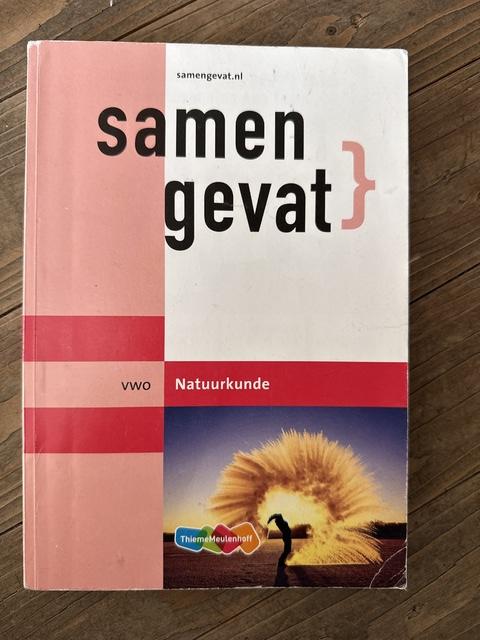 samengevat.nl
samen
gevat}
vwo Natuurkunde
ThiemeMeulenhoff